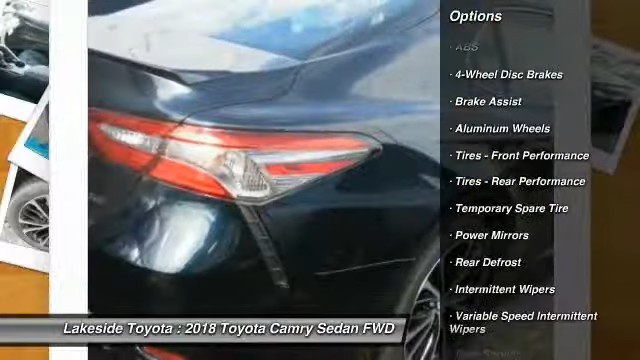 Options
· ABS
· 4-Wheel Disc Brakes
· Brake Assist
· Aluminum Wheels
· Tires - Front Performance
· Tires - Rear Performance
· Temporary Spare Tire
· Power Mirrors
· Rear Defrost
· Intermittent Wipers
· Variable Speed Intermittent
Wipers
Lakeside Toyota : 2018 Toyota Camry Sedan FWD